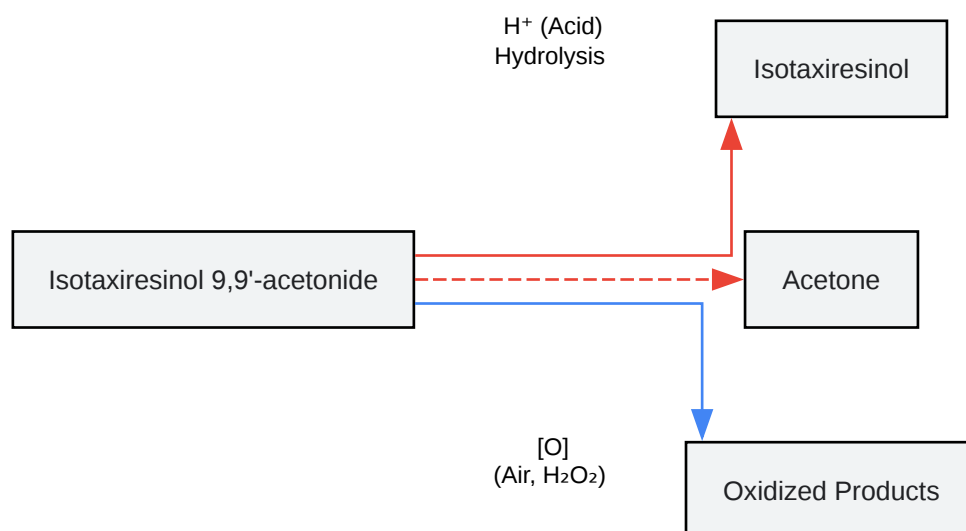 H⁺ (Acid)
Hydrolysis
Isotaxiresinol
Isotaxiresinol 9,9'-acetonide
Acetone
[O]
(Air, H₂O₂)
Oxidized Products